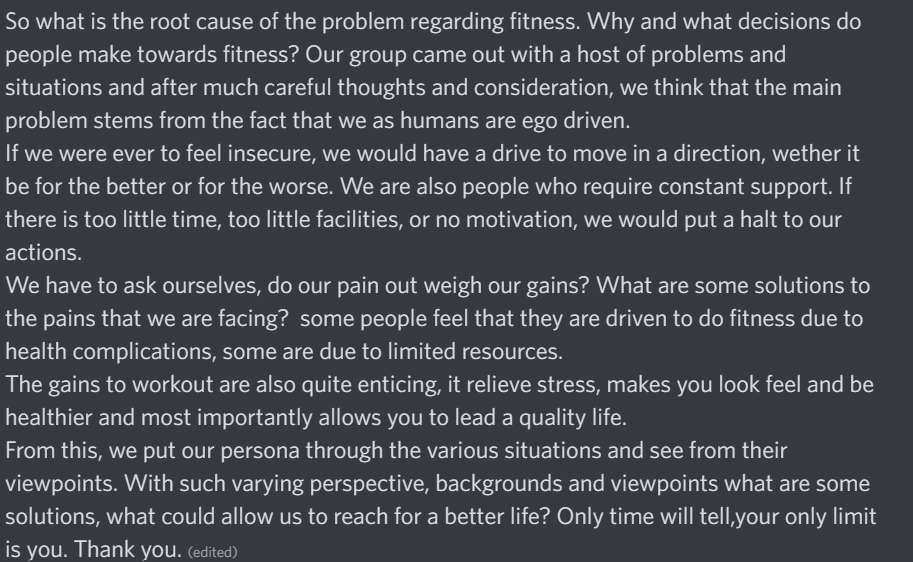 So what is the root cause of the problem regarding fitness. Why and what decisions do
people make towards fitness? Our group came out with a host of problems and
situations and after much careful thoughts and consideration, we think that the main
problem stems from the fact that we as humans are ego driven.
If we were ever to feel insecure, we would have a drive to move in a direction, wether it
be for the better or for the worse. We are also people who require constant support. If
there is too little time, too little facilities, or no motivation, we would put a halt to our
actions.
We have to ask ourselves, do our pain out weigh our gains? What are some solutions to
the pains that we are facing?  some people feel that they are driven to do fitness due to
health complications, some are due to limited resources.
The gains to workout are also quite enticing, it relieve stress, makes you look feel and be
healthier and most importantly allows you to lead a quality life.
From this, we put our persona through the various situations and see from their
viewpoints. With such varying perspective, backgrounds and viewpoints what are some
solutions, what could allow us to reach for a better life? Only time will tell,your only limit
is you. Thank you. (edited)